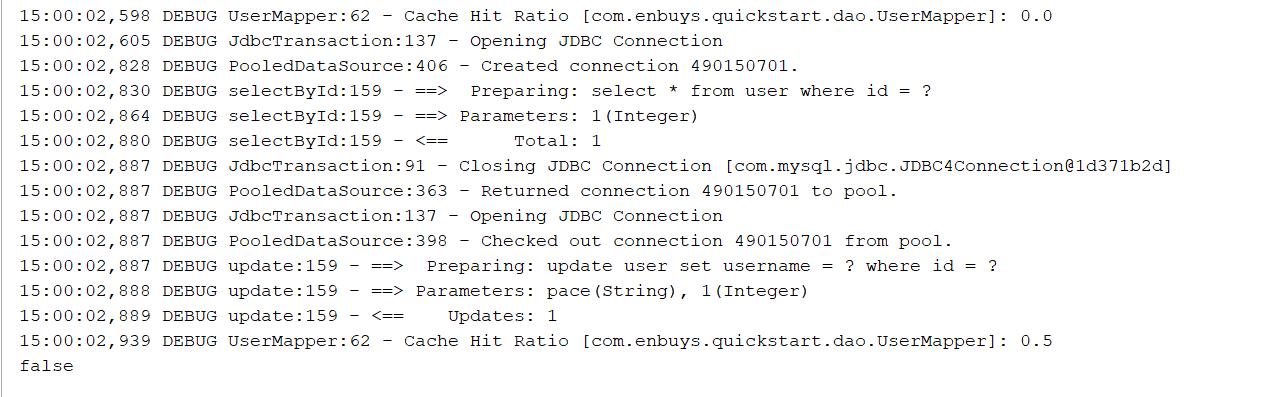 15:00:02,598 DEBUG UserMapper:62 - Cache Hit Ratio [com.enbuys.quickstart.dao.UserMapper]: 0.0
15:00:02,605 DEBUG JdbcTransaction:137 - Opening JDBC Connection
15:00:02,828 DEBUG PooledDataSource:406 - Created connection 490150701.
15:00:02,830 DEBUG selectById:159 - ==>  Preparing: select * from user where id = ?
15:00:02,864 DEBUG selectById:159 - ==> Parameters: 1(Integer)
15:00:02,880 DEBUG selectById:159 - <==      Total: 1
15:00:02,887 DEBUG JdbcTransaction:91 - Closing JDBC Connection [com.mysql.jdbc.JDBC4Connection@1d371b2d]
15:00:02,887 DEBUG PooledDataSource:363 - Returned connection 490150701 to pool.
15:00:02,887 DEBUG JdbcTransaction:137 - Opening JDBC Connection
15:00:02,887 DEBUG PooledDataSource:398 - Checked out connection 490150701 from pool.
15:00:02,887 DEBUG update:159 - ==>  Preparing: update user set username = ? where id = ?
15:00:02,888 DEBUG update:159 - ==> Parameters: pace(String), 1(Integer)
15:00:02,889 DEBUG update:159 - <==    Updates: 1
15:00:02,939 DEBUG UserMapper:62 - Cache Hit Ratio [com.enbuys.quickstart.dao.UserMapper]: 0.5
false